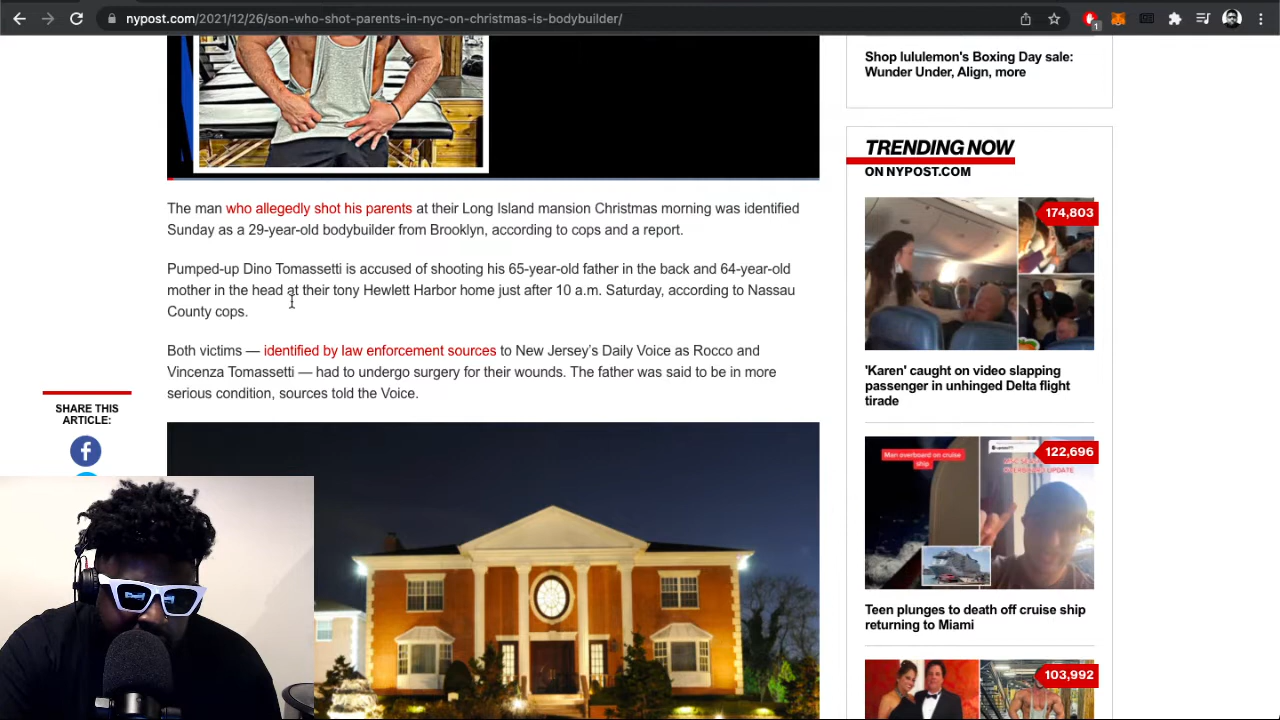 nypost.com/2021/12/26/son-who-shot-parents-in-nyc-on-christmas-is-bodybuilder/
1
Shop lululemon's Boxing Day sale:
Wunder Under, Align, more
TRENDING NOW
ON NYPOST.COM
The man who allegedly shot his parents at their Long Island mansion Christmas morning was identified
Sunday as a 29-year-old bodybuilder from Brooklyn, according to cops and a report.
Pumped-up Dino Tomassetti is accused of shooting his 65-year-old father in the back and 64-year-old
mother in the head at their tony Hewlett Harbor home just after 10 a.m. Saturday, according to Nassau
County cops.
Both victims — identified by law enforcement sources to New Jersey’s Daily Voice as Rocco and
Vincenza Tomassetti — had to undergo surgery for their wounds. The father was said to be in more
serious condition, sources told the Voice.
SHARE THIS
ARTICLE:
174,803
'Karen' caught on video slapping
passenger in unhinged Delta flight
tirade
122,696
Man overboard on cruise
ship
UPDATE
Teen plunges to death off cruise ship
returning to Miami
103,992